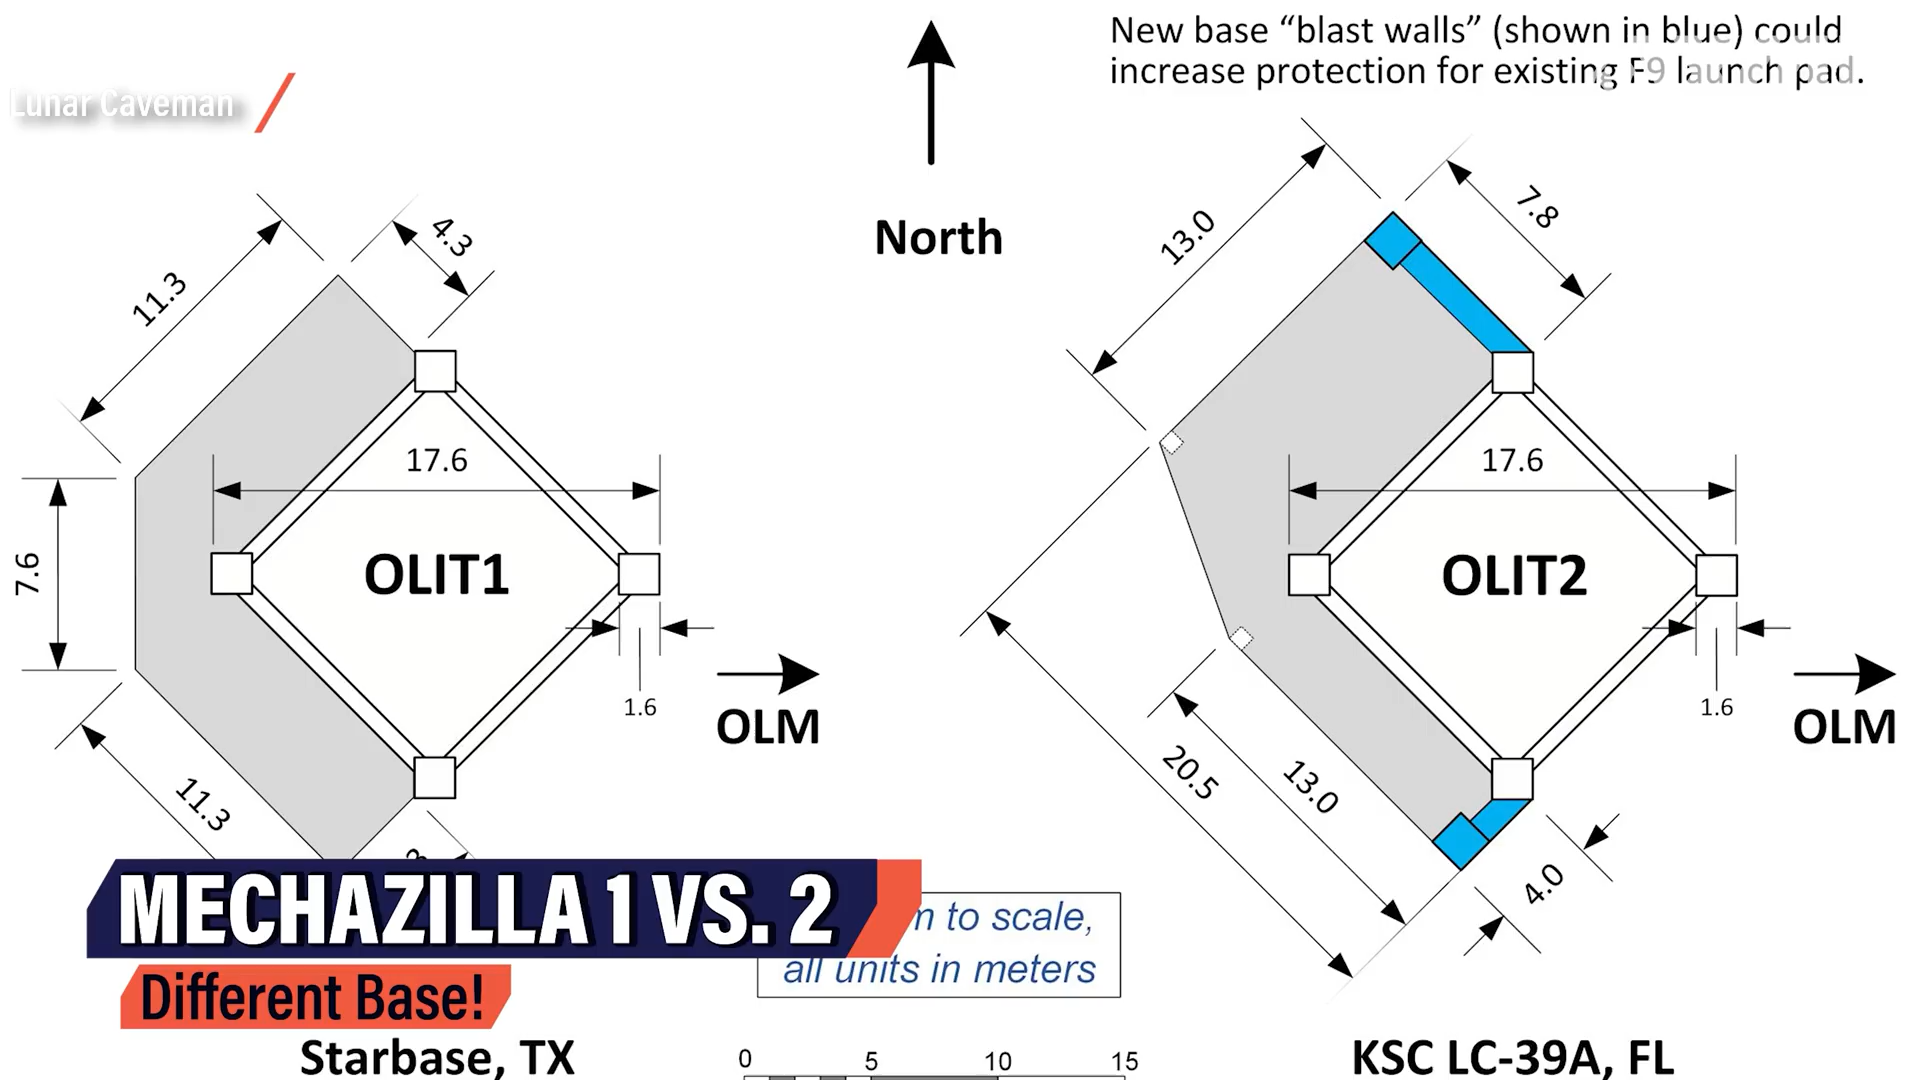 New base “blast walls” (shown in blue) could
increase protection for existing F9 launch pad.
Lunar Caveman
North
4.3
11.3
17.6
7.6
OLIT1
1.6
OLM
11.3
13.0
7.8
17.6
OLIT2
1.6
OLM
20.5
13.0
4.0
MECHAZILLA 1 VS. 2
Different Base!
to scale,
all units in meters
Starbase, TX
0 5 10 15
KSC LC-39A, FL